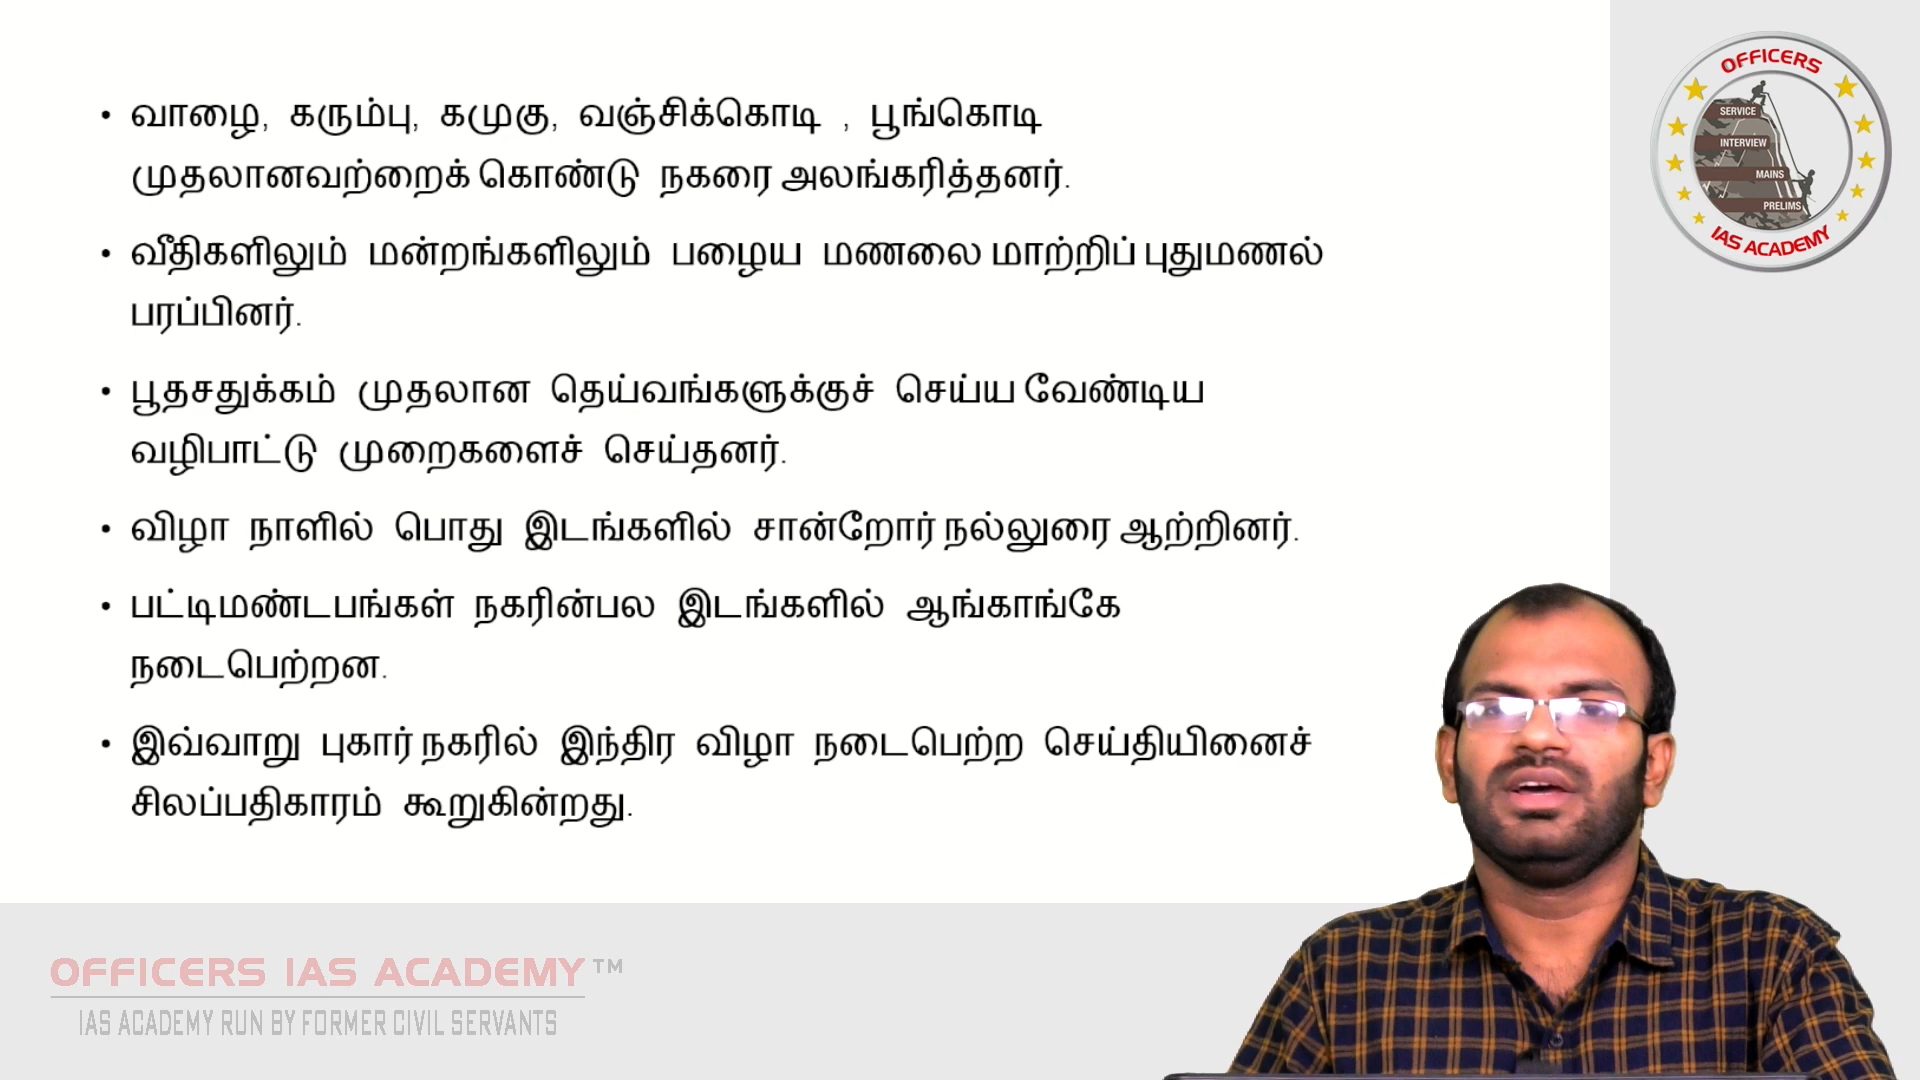 • வாழை, கரும்பு, கமுகு, வஞ்சிக்கொடி , பூங்கொடி
முதலானவற்றைக் கொண்டு நகரை அலங்கரித்தனர்.
• வீதிகளிலும் மன்றங்களிலும் பழைய மணலை மாற்றிப் புதுமணல்
பரப்பினர்.
• பூதசதுக்கம் முதலான தெய்வங்களுக்குச் செய்ய வேண்டிய
வழிபாட்டு முறைகளைச் செய்தனர்.
• விழா நாளில் பொது இடங்களில் சான்றோர் நல்லுரை ஆற்றினர்.
• பட்டிமண்டபங்கள் நகரின்பல இடங்களில் ஆங்காங்கே
நடைபெற்றன.
• இவ்வாறு புகார் நகரில் இந்திர விழா நடைபெற்ற செய்தியினைச்
சிலப்பதிகாரம் கூறுகின்றது.
OFFICERS
SERVICE
INTERVIEW
MAINS
PRELIMS
IAS ACADEMY
OFFICERS IAS ACADEMY™
IAS ACADEMY RUN BY FORMER CIVIL SERVANTS